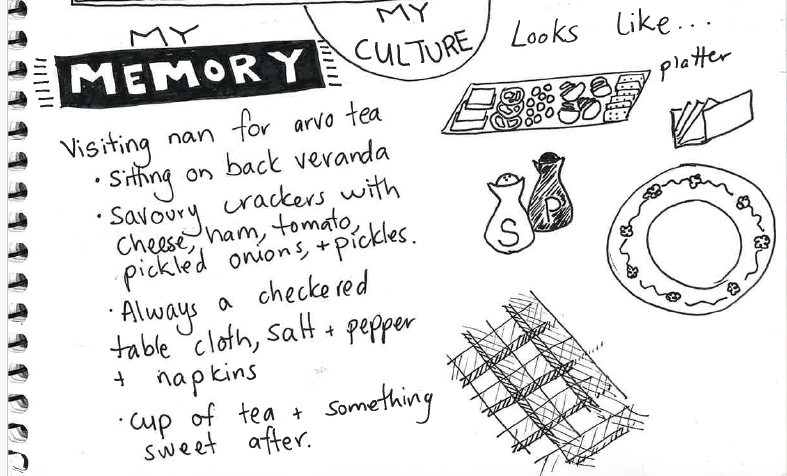 MY
CULTURE
MY
MEMORY
Looks Like...
platter
Visiting nan for arvo tea
• sitting on back veranda
• Savoury crackers with
cheese, ham, tomato,
pickled onions, + pickles.
• Always a checkered
table cloth, salt + pepper
+ napkins
• cup of tea + something
sweet after.
S
P